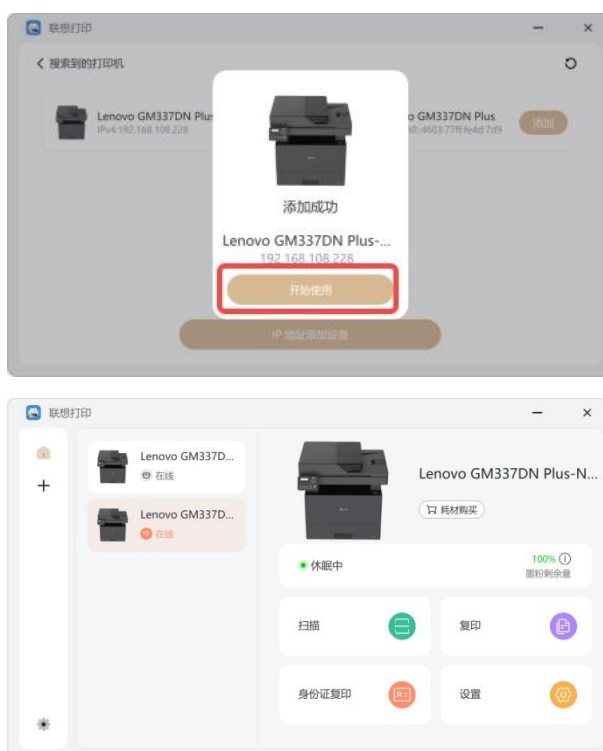 联想打印
搜索到的打印机
Lenovo GM337DN Plus
IPv4:192.168.108.228
GM337DN Plus
添加
添加成功
Lenovo GM337DN Plus-...
192.168.108.228
开始使用
IP 地址添加设备
联想打印
Lenovo GM337D...
在线
Lenovo GM337D...
在线
Lenovo GM337DN Plus-N...
耗材购买
休眠中
100%
墨粉剩余量
扫描
复印
身份证复印
设置